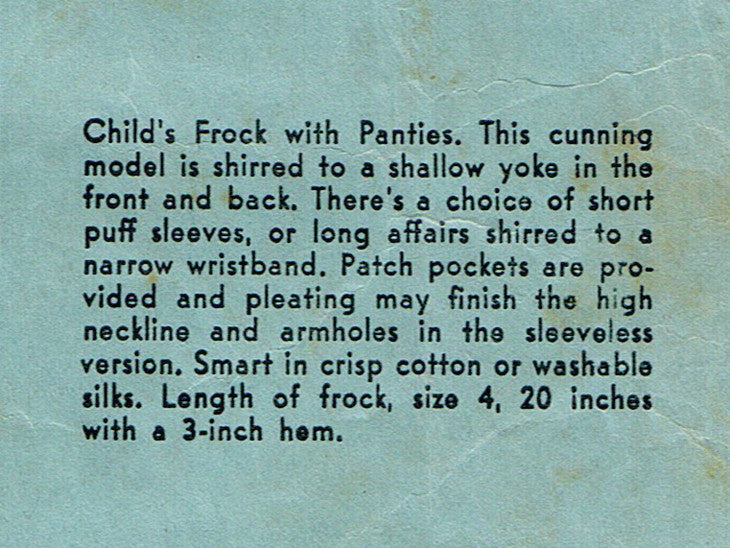 Child's Frock with Panties. This cunning
model is shirred to a shallow yoke in the
front and back. There's a choice of short
puff sleeves, or long affairs shirred to a
narrow wristband. Patch pockets are pro-
vided and pleating may finish the high
neckline and armholes in the sleeveless
version. Smart in crisp cotton or washable
silks. Length of frock, size 4, 20 inches
with a 3-inch hem.